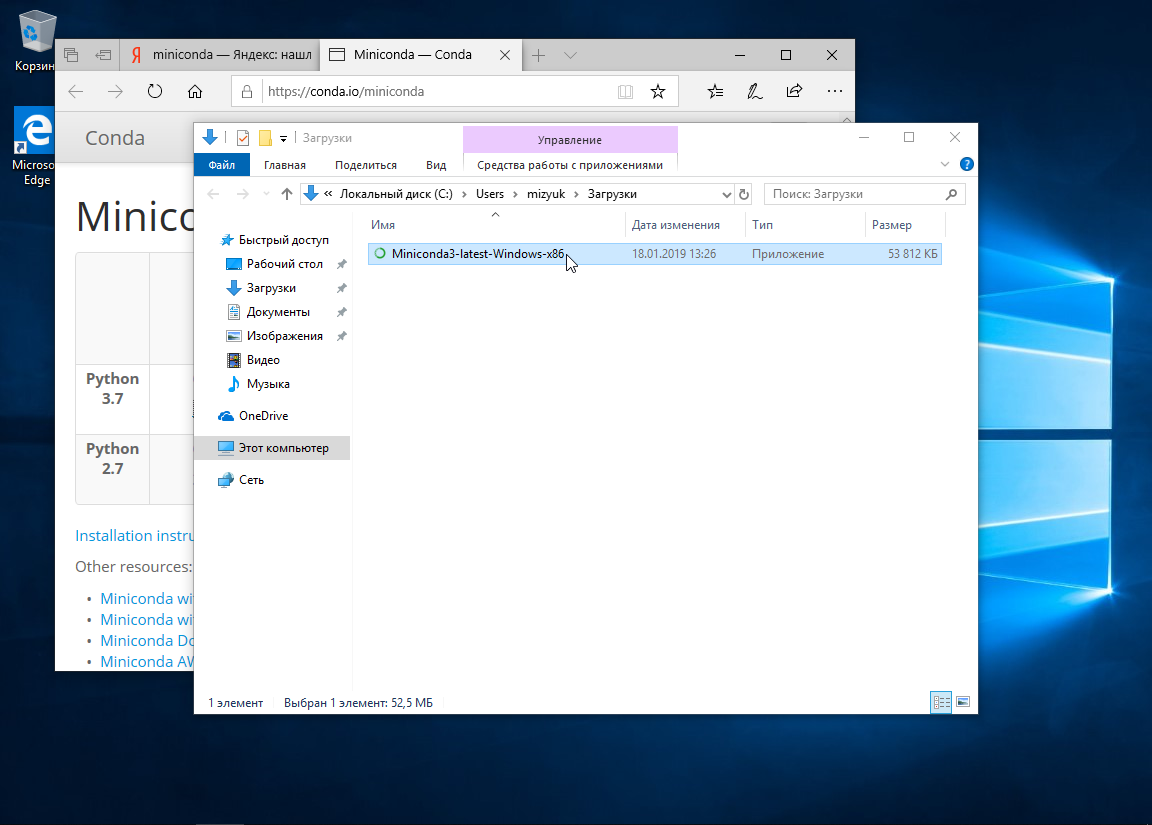 Корзин
Microso
Edge
Я miniconda — Яндекс: нашл
Miniconda — Conda
https://conda.io/miniconda
Conda
Minic
Python
3.7
Python
2.7
Installation instru
Other resources:
• Miniconda wi
• Miniconda wi
• Miniconda Do
• Miniconda AW
Загрузки
Управление
Файл Главная Поделиться Вид Средства работы с приложениями
« Локальный диск (C:) › Users › mizyuk › Загрузки
Поиск: Загрузки
Имя Дата изменения Тип Размер
Miniconda3-latest-Windows-x86 18.01.2019 13:26 Приложение 53 812 КБ
Быстрый доступ
Рабочий стол
Загрузки
Документы
Изображения
Видео
Музыка
OneDrive
Этот компьютер
Сеть
1 элемент Выбран 1 элемент: 52,5 МБ